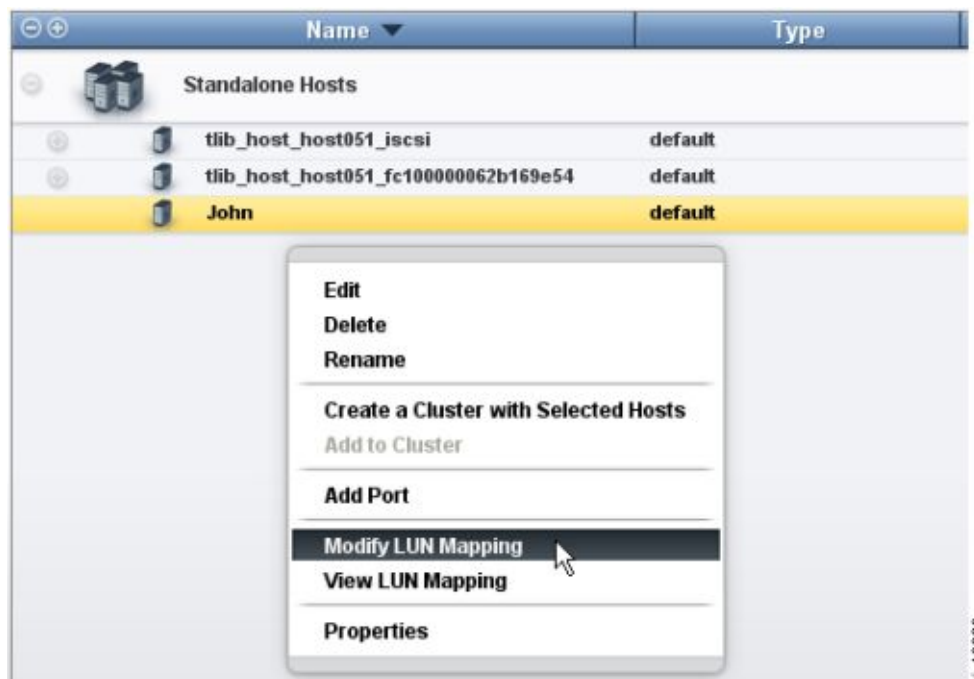 Name Type
Standalone Hosts
tlib_host_host051_iscsi default
tlib_host_host051_fc100000062b169e54 default
John default
Edit
Delete
Rename
Create a Cluster with Selected Hosts
Add to Cluster
Add Port
Modify LUN Mapping
View LUN Mapping
Properties